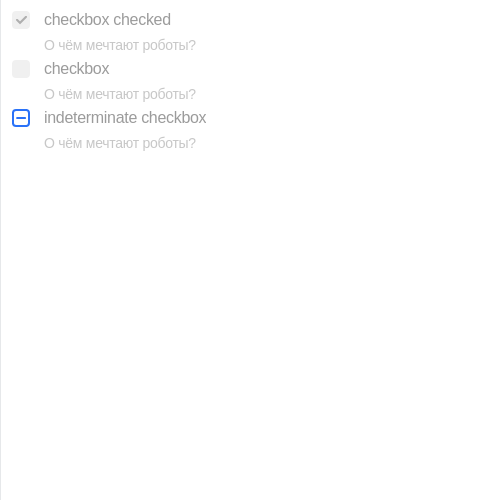 checkbox checked
О чём мечтают роботы?
checkbox
О чём мечтают роботы?
indeterminate checkbox
О чём мечтают роботы?